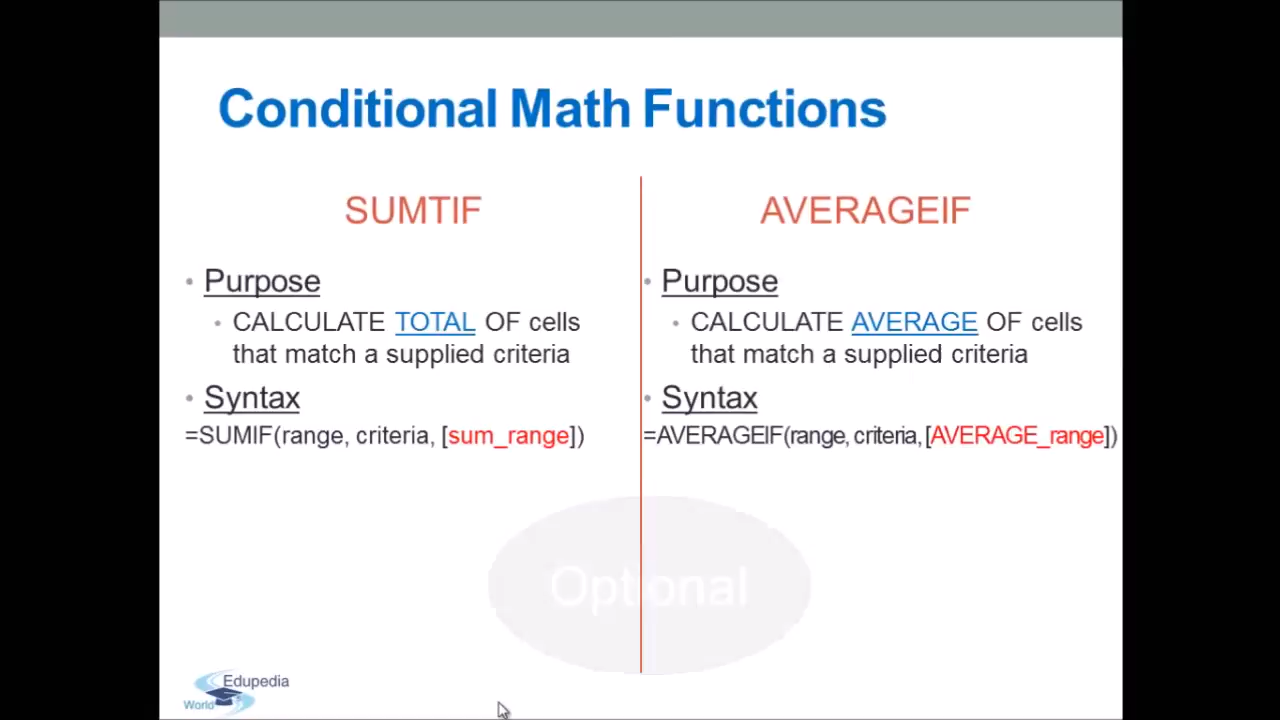 Conditional Math Functions
SUMTIF
• Purpose
• CALCULATE TOTAL OF cells
that match a supplied criteria
• Syntax
=SUMIF(range, criteria, [sum_range])
AVERAGEIF
• Purpose
• CALCULATE AVERAGE OF cells
that match a supplied criteria
• Syntax
=AVERAGEIF(range, criteria, [AVERAGE_range])
Optional
Edupedia
World